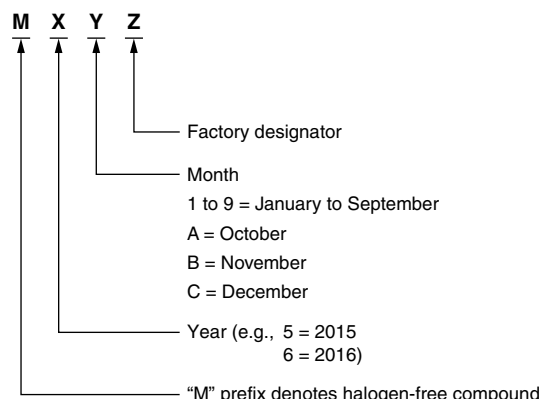 M X Y Z
Factory designator
Month
1 to 9 = January to September
A = October
B = November
C = December
Year (e.g., 5 = 2015
6 = 2016)
“M” prefix denotes halogen-free compound